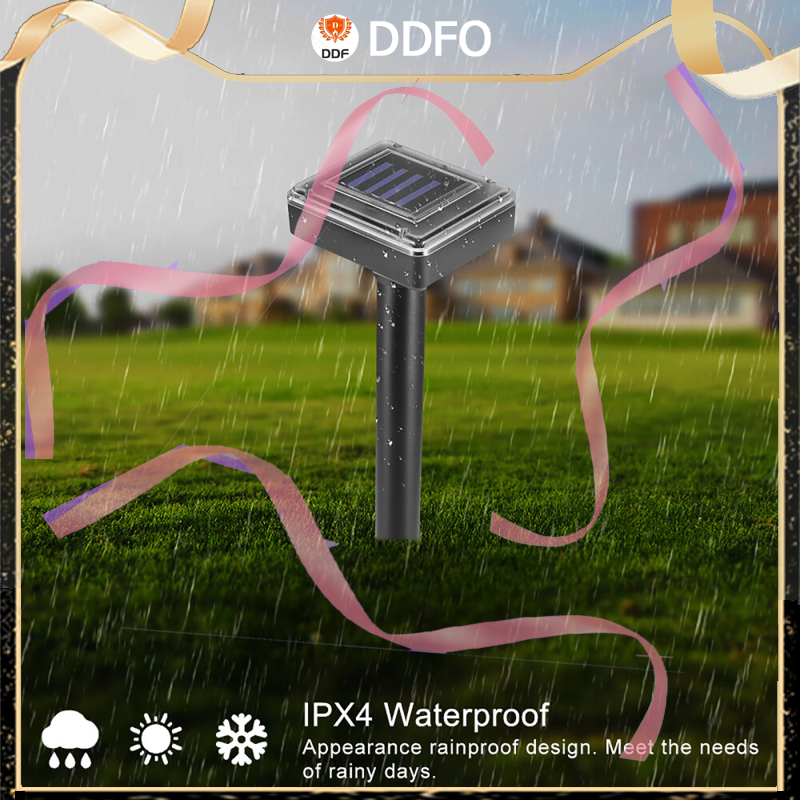 DDF
DDFO
IPX4 Waterproof
Appearance rainproof design. Meet the needs
of rainy days.